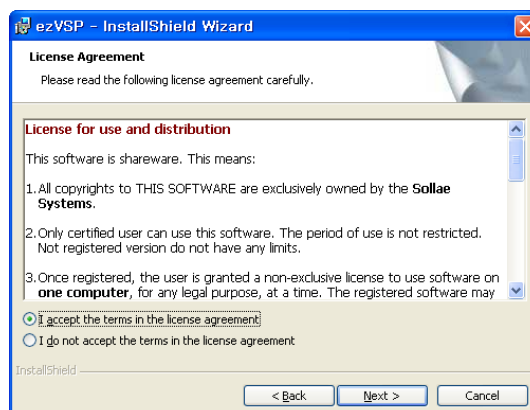 ezVSP - InstallShield Wizard
License Agreement
Please read the following license agreement carefully.
License for use and distribution
This software is shareware. This means:
1. All copyrights to THIS SOFTWARE are exclusively owned by the Sollae
Systems.
2. Only certified user can use this software. The period of use is not restricted.
Not registered version do not have any limits.
3. Once registered, the user is granted a non-exclusive license to use software on
one computer, for any legal purpose, at a time. The registered software may
I accept the terms in the license agreement
I do not accept the terms in the license agreement
InstallShield
< Back Next > Cancel